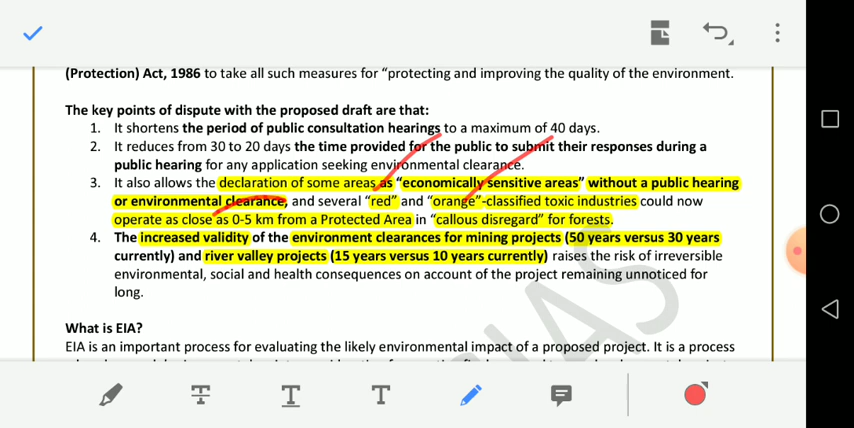 (Protection) Act, 1986 to take all such measures for “protecting and improving the quality of the environment.
The key points of dispute with the proposed draft are that:
1. It shortens the period of public consultation hearings to a maximum of 40 days.
2. It reduces from 30 to 20 days the time provided for the public to submit their responses during a
public hearing for any application seeking environmental clearance.
3. It also allows the declaration of some areas as “economically sensitive areas” without a public hearing
or environmental clearance, and several “red” and “orange”-classified toxic industries could now
operate as close as 0-5 km from a Protected Area in “callous disregard” for forests.
4. The increased validity of the environment clearances for mining projects (50 years versus 30 years
currently) and river valley projects (15 years versus 10 years currently) raises the risk of irreversible
environmental, social and health consequences on account of the project remaining unnoticed for
long.
What is EIA?
EIA is an important process for evaluating the likely environmental impact of a proposed project. It is a process
IAS
T
T
T